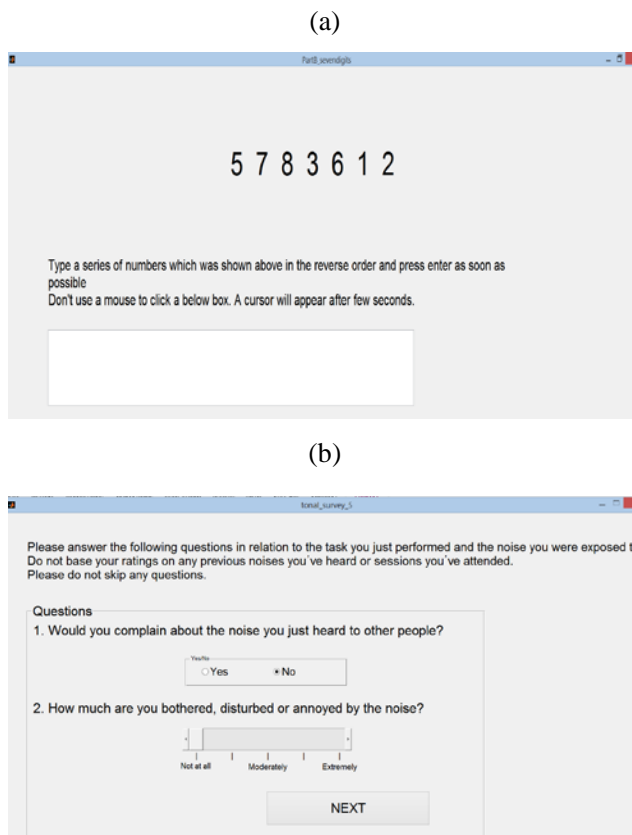 (a)
PartB_sevendigits
5 7 8 3 6 1 2
Type a series of numbers which was shown above in the reverse order and press enter as soon as
possible
Don't use a mouse to click a below box. A cursor will appear after few seconds.
(b)
tonal_survey_5
Please answer the following questions in relation to the task you just performed and the noise you were exposed t
Do not base your ratings on any previous noises you've heard or sessions you've attended.
Please do not skip any questions.
Questions
1. Would you complain about the noise you just heard to other people?
Yes/No
Yes No
2. How much are you bothered, disturbed or annoyed by the noise?
Not at all Moderately Extremely
NEXT